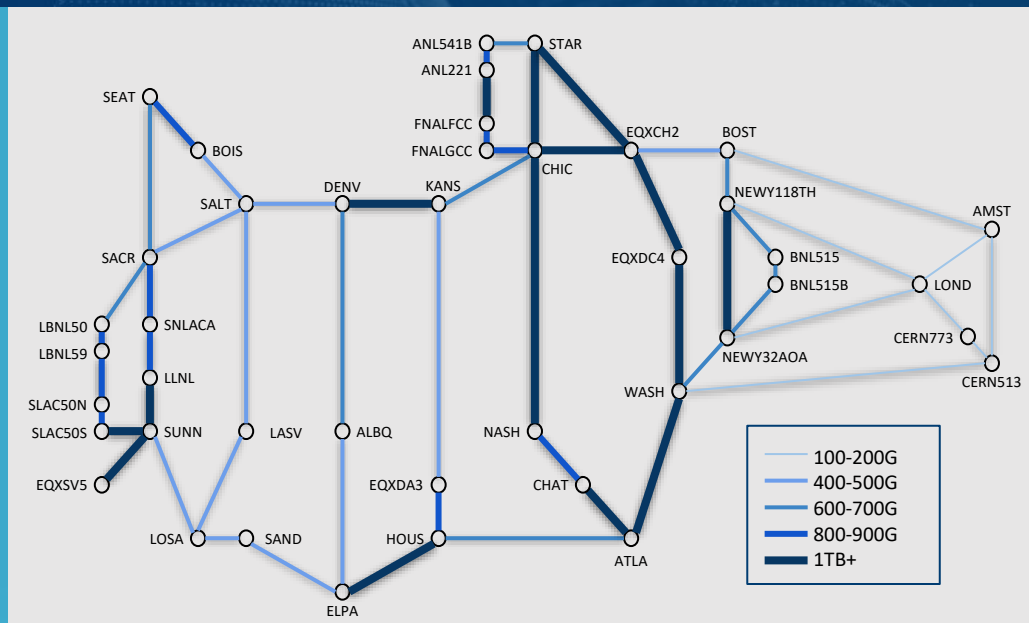 ANL541B
STAR
ANL221
SEAT
FNALFCC
EQXCH2
BOST
BOIS
FNALGCC
CHIC
DENV
KANS
NEWY118TH
SALT
AMST
SACR
EQXDC4
BNL515
BNL515B
LOND
LBNL50
SNLACA
CERN773
LBNL59
NEWY32AOA
LLNL
CERN513
WASH
SLAC50N
SLAC50S
SUNN
LASV
ALBQ
NASH
EQXSV5
EQXDA3
CHAT
100-200G
400-500G
600-700G
800-900G
1TB+
LOSA
SAND
HOUS
ATLA
ELPA